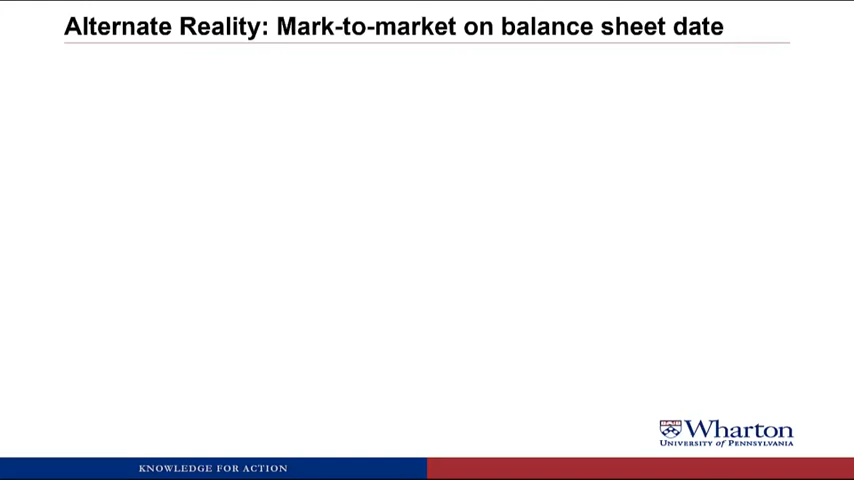 Alternate Reality: Mark-to-market on balance sheet date
Wharton
UNIVERSITY of PENNSYLVANIA
KNOWLEDGE FOR ACTION